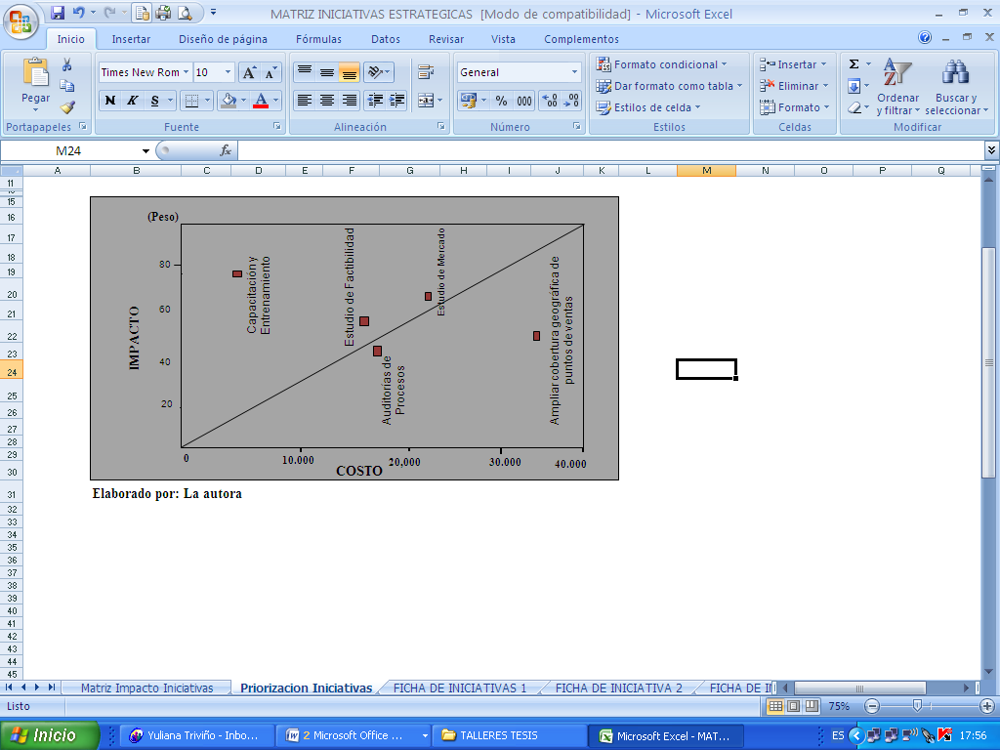 MATRIZ INICIATIVAS ESTRATEGICAS [Modo de compatibilidad] - Microsoft Excel
Inicio Insertar Diseño de página Fórmulas Datos Revisar Vista Complementos
Pegar
Portapapeles
Times New Rom 10
N K S
Fuente
Alineación
General
% 000
Número
Formato condicional
Dar formato como tabla
Estilos de celda
Estilos
Insertar
Eliminar
Formato
Celdas
Ordenar y filtrar
Buscar y seleccionar
Modificar
M24 fx
A B C D E F G H I J K L M N O P Q
11
15
16
17
18
19
20
21
22
23
24
25
26
27
28
29
30
31
32
33
34
35
36
37
38
39
40
41
42
43
44
45
(Peso)
IMPACTO
80
60
40
20
Capacitación y
Entrenamiento
Estudio de Factibilidad
Auditorías de
Procesos
Estudio de Mercado
Ampliar cobertura geográfica de
puntos de ventas
0 10.000 20,000 30.000 40.000
COSTO
Elaborado por: La autora
Matriz Impacto Iniciativas Priorizacion Iniciativas FICHA DE INICIATIVAS 1 FICHA DE INICIATIVA 2 FICHA DE II
Listo 75%
Inicio Yuliana Triviño - Inbo... 2 Microsoft Office ... TALLERES TESIS Microsoft Excel - MAT... ES 17:56